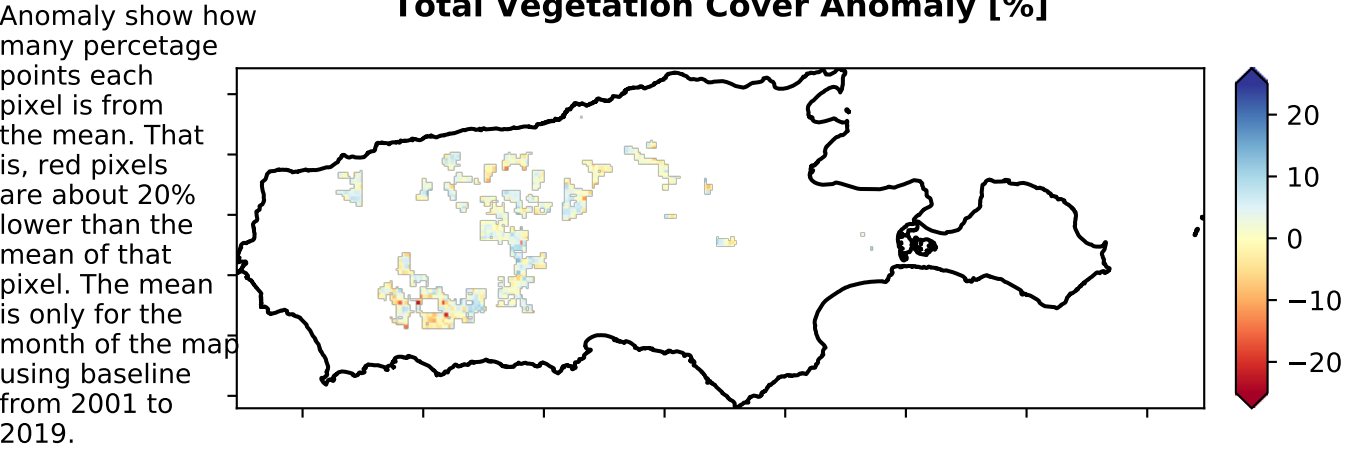 Total Vegetation Cover Anomaly [%]
Anomaly show how
many percetage
points each
pixel is from
the mean. That
is, red pixels
are about 20%
lower than the
mean of that
pixel. The mean
is only for the
month of the map
using baseline
from 2001 to
2019.
20
10
0
−10
−20